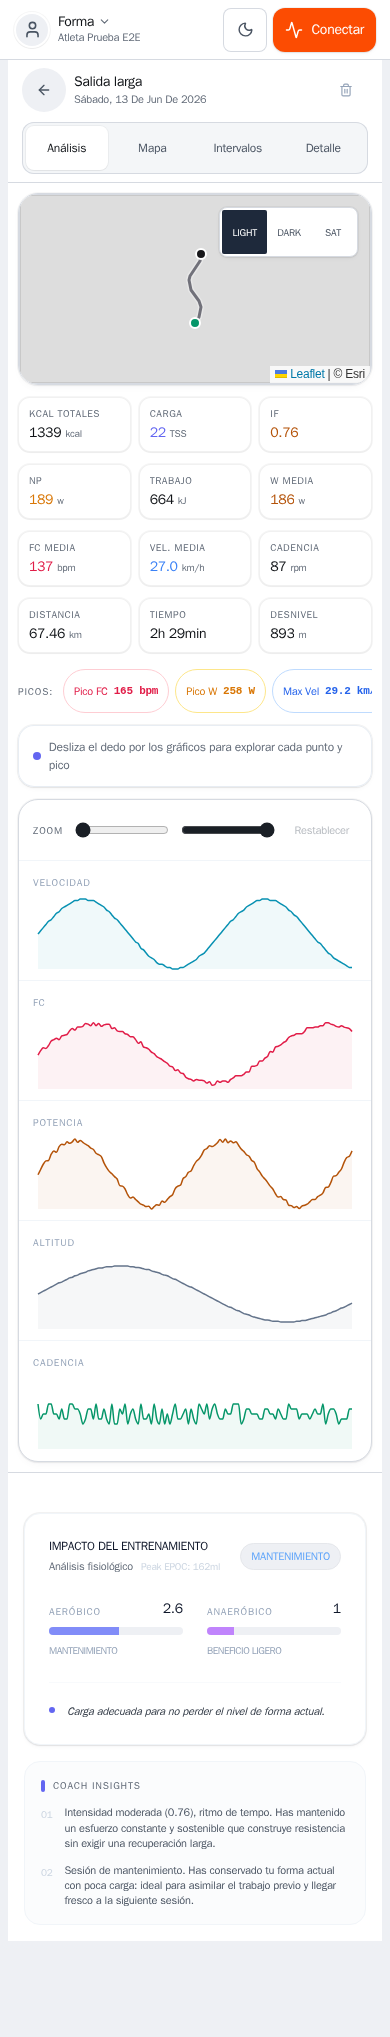 Forma
Atleta Prueba E2E
Conectar
Salida larga
Sábado, 13 De Jun De 2026
Análisis
Mapa
Intervalos
Detalle
LIGHT
DARK
SAT
Leaflet | © Esri
KCAL TOTALES
1339 kcal
CARGA
22 TSS
IF
0.76
NP
189 w
TRABAJO
664 kJ
W MEDIA
186 w
FC MEDIA
137 bpm
VEL. MEDIA
27.0 km/h
CADENCIA
87 rpm
DISTANCIA
67.46 km
TIEMPO
2h 29min
DESNIVEL
893 m
PICOS:
Pico FC 165 bpm
Pico W 258 W
Max Vel 29.2 km/
Desliza el dedo por los gráficos para explorar cada punto y
pico
ZOOM
Restablecer
VELOCIDAD
FC
POTENCIA
ALTITUD
CADENCIA
IMPACTO DEL ENTRENAMIENTO
Análisis fisiológico Peak EPOC: 162ml
MANTENIMIENTO
AERÓBICO 2.6
MANTENIMIENTO
ANAERÓBICO 1
BENEFICIO LIGERO
Carga adecuada para no perder el nivel de forma actual.
COACH INSIGHTS
01 Intensidad moderada (0.76), ritmo de tempo. Has mantenido
un esfuerzo constante y sostenible que construye resistencia
sin exigir una recuperación larga.
02 Sesión de mantenimiento. Has conservado tu forma actual
con poca carga: ideal para asimilar el trabajo previo y llegar
fresco a la siguiente sesión.